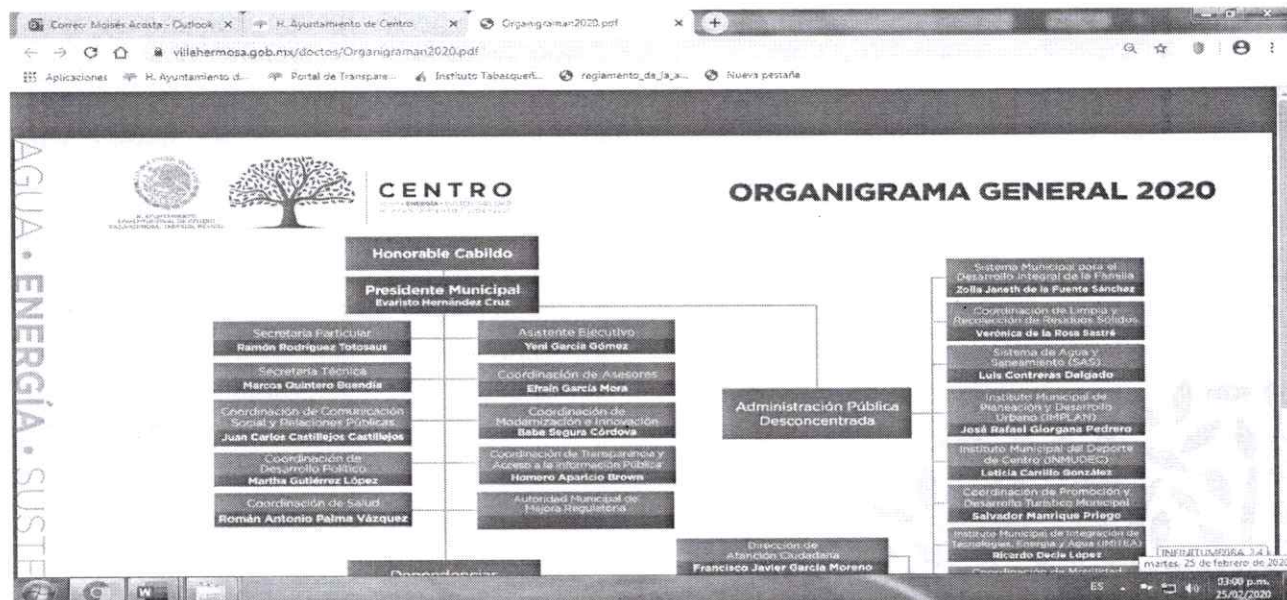 Correo: Moisés Acosta - Outlook
H. Ayuntamiento de Centro
Organigraman2020.pdf
villahermosa.gob.mx/doctos/Organigraman2020.pdf
Aplicaciones
H. Ayuntamiento d...
Portal de Transpare...
Instituto Tabasqueñ...
reglamento_de_la_a...
Nueva pestaña
AGUA • ENERGÍA • SUSTE
CENTRO
ORGANIGRAMA GENERAL 2020
Honorable Cabildo
Presidente Municipal
Evaristo Hernández Cruz
Secretaría Particular
Ramón Rodríguez Totosaus
Asistente Ejecutivo
Yeni García Gómez
Secretaría Técnica
Marcos Quintero Buendía
Coordinación de Asesores
Efraín García Mora
Coordinación de Comunicación
Social y Relaciones Públicas
Juan Carlos Castillejos Castillejos
Coordinación de
Modernización e Innovación
Babe Segura Córdova
Coordinación de
Desarrollo Político
Martha Gutiérrez López
Coordinación de Transparencia y
Acceso a la Información Pública
Homero Aparicio Brown
Coordinación de Salud
Román Antonio Palma Vázquez
Autoridad Municipal de
Mejora Regulatoria
Administración Pública
Desconcentrada
Sistema Municipal para el
Desarrollo Integral de la Familia
Zoila Janeth de la Fuente Sánchez
Coordinación de Limpia y
Recolección de Residuos Sólidos
Verónica de la Rosa Sastré
Sistema de Agua y
Saneamiento (SAS)
Luis Contreras Delgado
Instituto Municipal de
Planeación y Desarrollo
Urbano (IMPLAN)
José Rafael Giorgana Pedrero
Instituto Municipal del Deporte
de Centro (INMUDEC)
Leticia Carrillo González
Coordinación de Promoción y
Desarrollo Turístico Municipal
Salvador Manrique Priego
Instituto Municipal de Integración de
Tecnologías, Energía y Agua (IMITEA)
Ricardo Decle López
Coordinación de Movilidad
Dirección de
Atención Ciudadana
Francisco Javier García Moreno
Dependencias
martes, 25 de febrero de 2020
ES
03:00 p.m.
25/02/2020